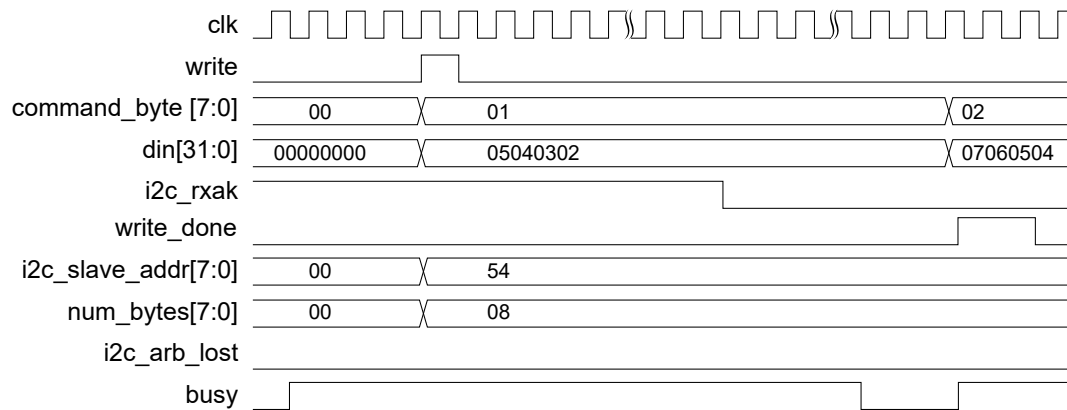 clk
write
command_byte [7:0] 00 01 02
din[31:0] 00000000 05040302 07060504
i2c_rxak
write_done
i2c_slave_addr[7:0] 00 54
num_bytes[7:0] 00 08
i2c_arb_lost
busy